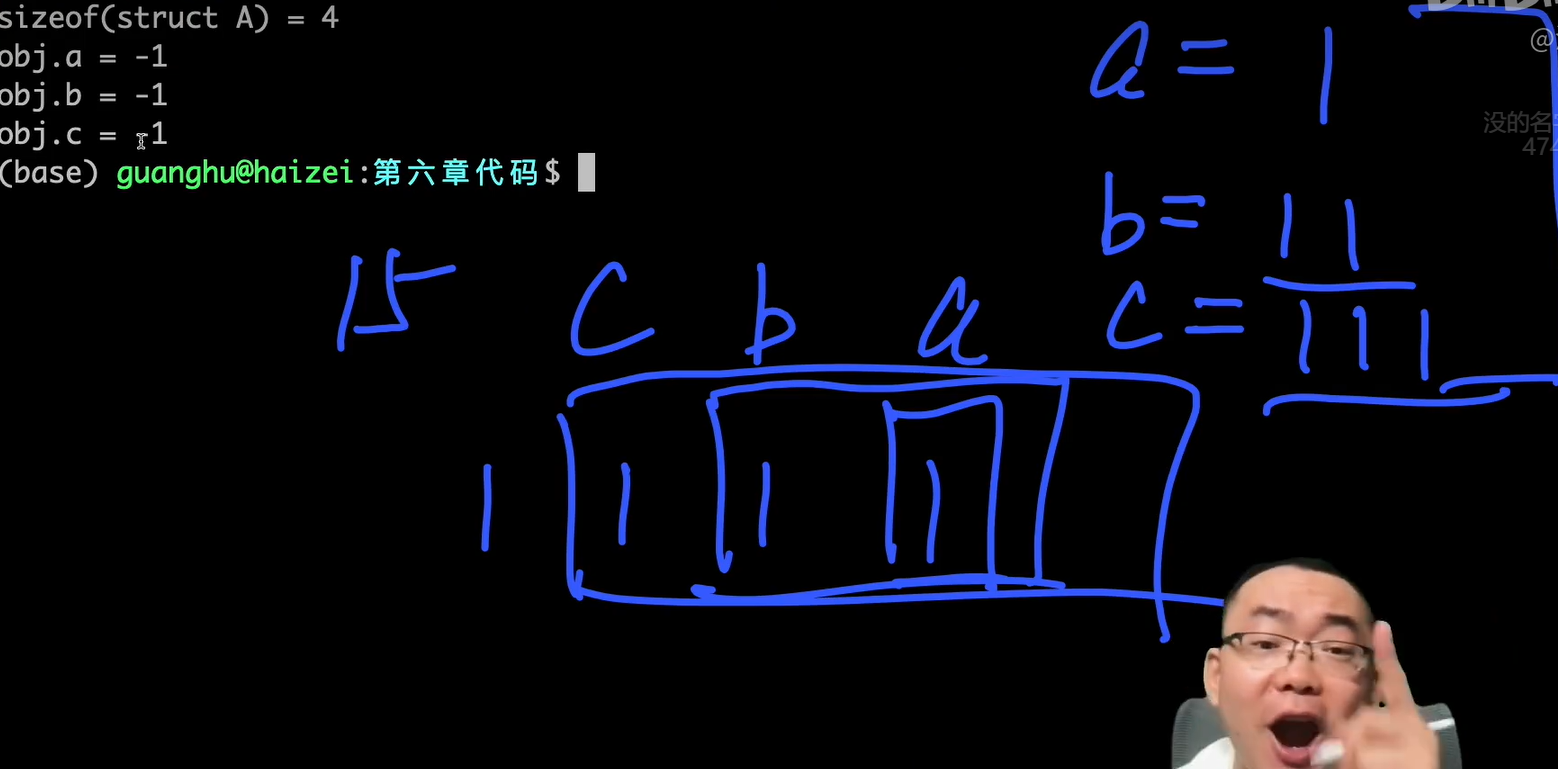 sizeof(struct A) = 4
obj.a = -1
obj.b = -1
obj.c = -1
(base) guanghu@haizei:第六章代码$
a = 1
b = 11
c = 111
15 c b a
1 1 1 1
没的名
474